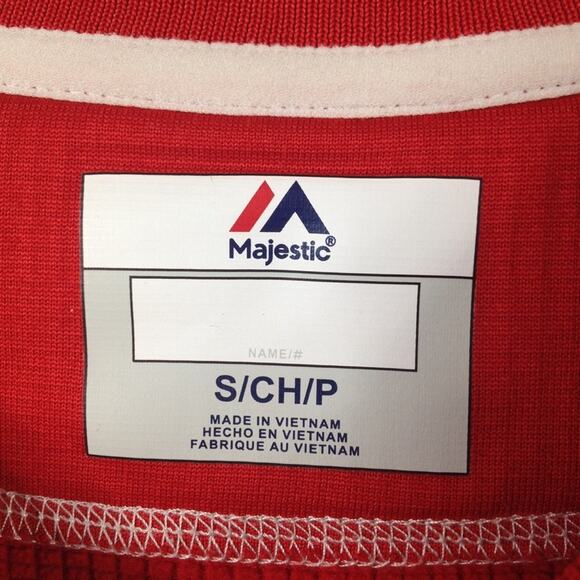 Majestic®
NAME/#
S/CH/P
MADE IN VIETNAM
HECHO EN VIETNAM
FABRIQUE AU VIETNAM